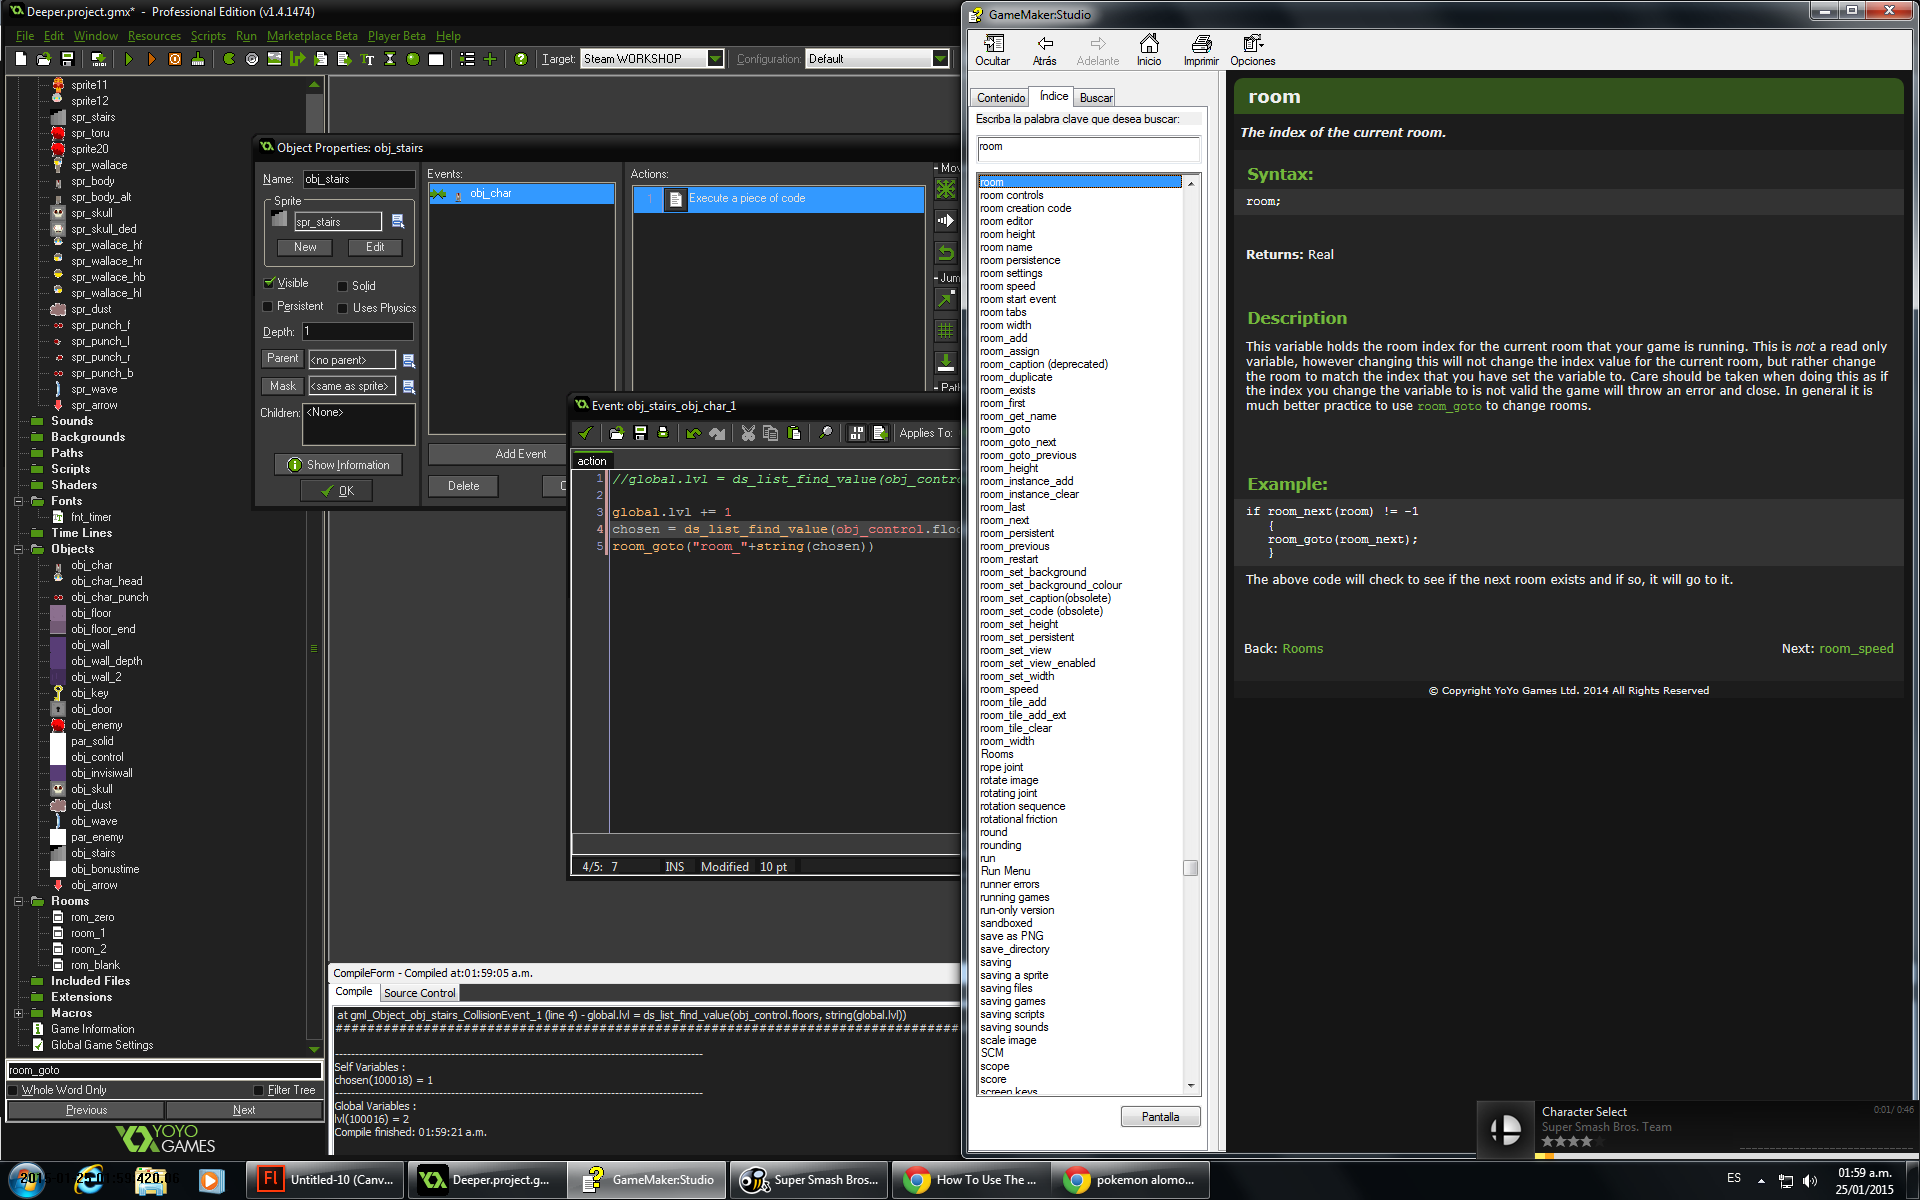 Deeper.project.gmx*  -  Professional Edition (v1.4.1474)
File Edit Window Resources Scripts Run Marketplace Beta Player Beta Help
Target: Steam WORKSHOP Configuration: Default
sprite11
sprite12
spr_stairs
spr_toru
sprite20
spr_wallace
spr_body
spr_body_alt
spr_skull
spr_skull_ded
spr_wallace_hf
spr_wallace_hr
spr_wallace_hb
spr_wallace_hl
spr_dust
spr_punch_f
spr_punch_l
spr_punch_r
spr_punch_b
spr_wave
spr_arrow
Sounds
Backgrounds
Paths
Scripts
Shaders
Fonts
fnt_timer
Time Lines
Objects
obj_char
obj_char_head
obj_char_punch
obj_floor
obj_floor_end
obj_wall
obj_wall_depth
obj_wall_2
obj_key
obj_door
obj_enemy
par_solid
obj_control
obj_invisiwall
obj_skull
obj_dust
obj_wave
par_enemy
obj_stairs
obj_bonustime
obj_arrow
Rooms
rom_zero
room_1
room_2
rom_blank
Included Files
Extensions
Macros
Game Information
Global Game Settings
room_goto
Whole Word Only Filter Tree
Previous Next
YOYO
GAMES
Object Properties: obj_stairs
Name: obj_stairs
Sprite
spr_stairs
New Edit
Visible Solid
Persistent Uses Physics
Depth: 1
Parent <no parent>
Mask <same as sprite>
Children: <None>
Show Information
OK
Events:
obj_char
Add Event
Delete
Actions:
1 Execute a piece of code
Mov
Jum
Path
Event: obj_stairs_obj_char_1
Applies To:
action
1 //global.lvl = ds_list_find_value(obj_contro
2
3 global.lvl += 1
4 chosen = ds_list_find_value(obj_control.floo
5 room_goto("room_"+string(chosen))
4/5: 7 INS Modified 10 pt
CompileForm - Compiled at:01:59:05 a.m.
Compile Source Control
at gml_Object_obj_stairs_CollisionEvent_1 (line 4) - global.lvl = ds_list_find_value(obj_control.floors, string(global.lvl))
Self Variables :
chosen(100018) = 1
Global Variables :
lvl(100016) = 2
Compile finished: 01:59:21 a.m.
GameMaker:Studio
Ocultar Atrás Adelante Inicio Imprimir Opciones
Contenido Índice Buscar
Escriba la palabra clave que desea buscar:
room
room
room controls
room creation code
room editor
room height
room name
room persistence
room settings
room speed
room start event
room tabs
room width
room_add
room_assign
room_caption (deprecated)
room_duplicate
room_exists
room_first
room_get_name
room_goto
room_goto_next
room_goto_previous
room_height
room_instance_add
room_instance_clear
room_last
room_next
room_persistent
room_previous
room_restart
room_set_background
room_set_background_colour
room_set_caption(obsolete)
room_set_code (obsolete)
room_set_height
room_set_persistent
room_set_view
room_set_view_enabled
room_set_width
room_speed
room_tile_add
room_tile_add_ext
room_tile_clear
room_width
Rooms
rope joint
rotate image
rotating joint
rotation sequence
rotational friction
round
rounding
run
Run Menu
runner errors
running games
run-only version
sandboxed
save as PNG
save_directory
saving
saving a sprite
saving files
saving games
saving scripts
saving sounds
scale image
SCM
scope
score
screen keys
Pantalla
room
The index of the current room.
Syntax:
room;
Returns: Real
Description
This variable holds the room index for the current room that your game is running. This is not a read only
variable, however changing this will not change the index value for the current room, but rather change
the room to match the index that you have set the variable to. Care should be taken when doing this as if
the index you change the variable to is not valid the game will throw an error and close. In general it is
much better practice to use room_goto to change rooms.
Example:
if room_next(room) != -1
{
room_goto(room_next);
}
The above code will check to see if the next room exists and if so, it will go to it.
Back: Rooms Next: room_speed
© Copyright YoYo Games Ltd. 2014 All Rights Reserved
Character Select 0:01/ 0:46
Super Smash Bros. Team
Untitled-10 (Canv...
Deeper.project.g...
GameMaker:Studio
Super Smash Bros...
How To Use The ...
pokemon alomo...
ES
01:59 a.m.
25/01/2015